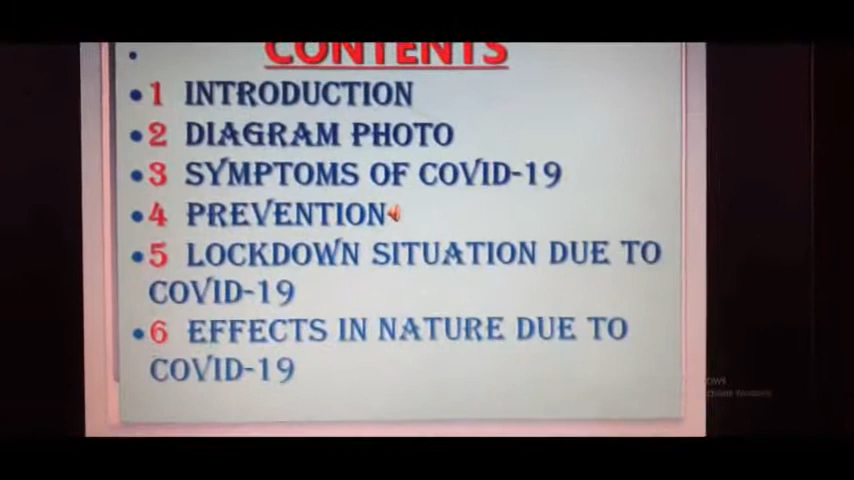 CONTENTS
• 1 INTRODUCTION
• 2 DIAGRAM PHOTO
• 3 SYMPTOMS OF COVID-19
• 4 PREVENTION
• 5 LOCKDOWN SITUATION DUE TO
COVID-19
• 6 EFFECTS IN NATURE DUE TO
COVID-19